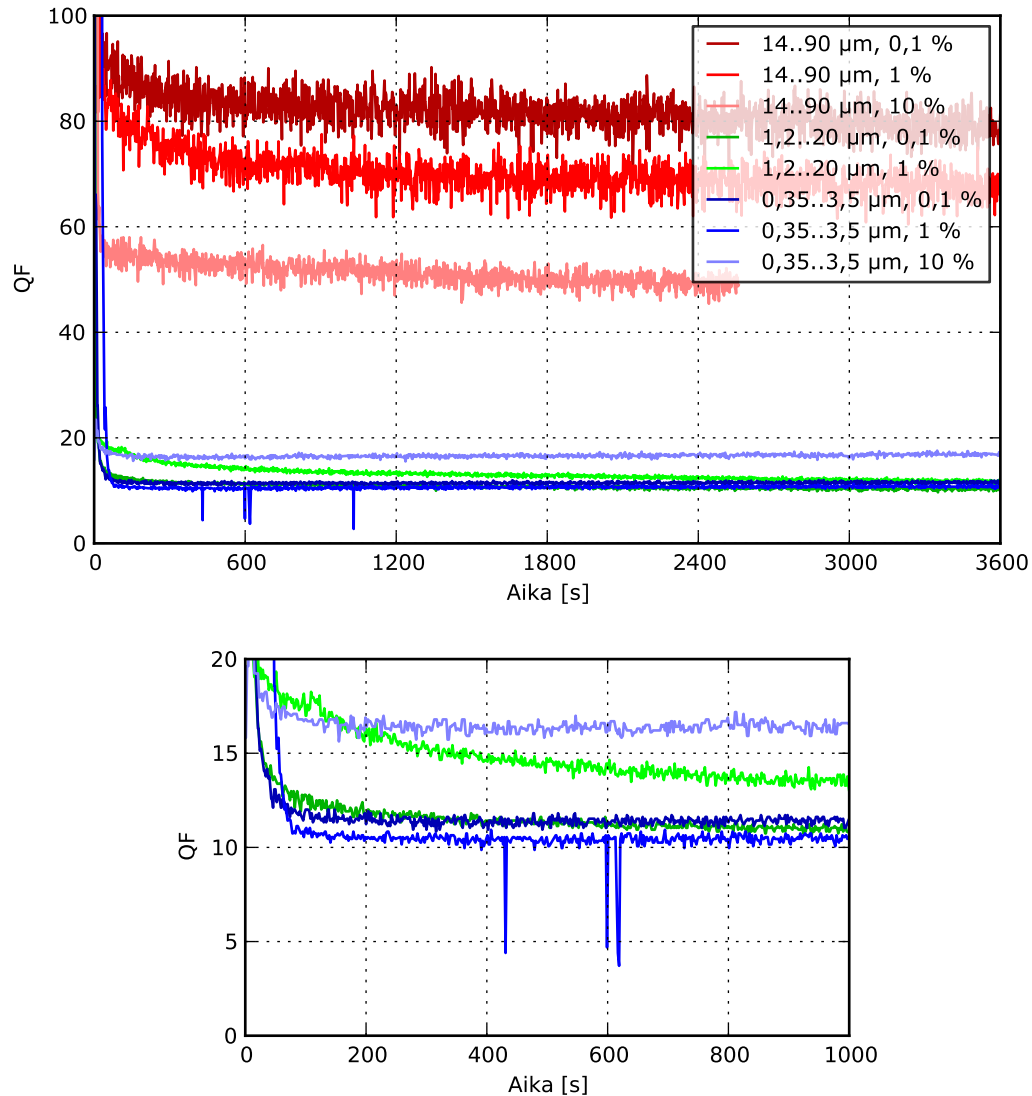 100
80
60
40
20
0
QF
14..90 µm, 0,1 %
14..90 µm, 1 %
14..90 µm, 10 %
1,2..20 µm, 0,1 %
1,2..20 µm, 1 %
0,35..3,5 µm, 0,1 %
0,35..3,5 µm, 1 %
0,35..3,5 µm, 10 %
0 600 1200 1800 2400 3000 3600
Aika [s]
20
15
10
5
0
QF
0 200 400 600 800 1000
Aika [s]